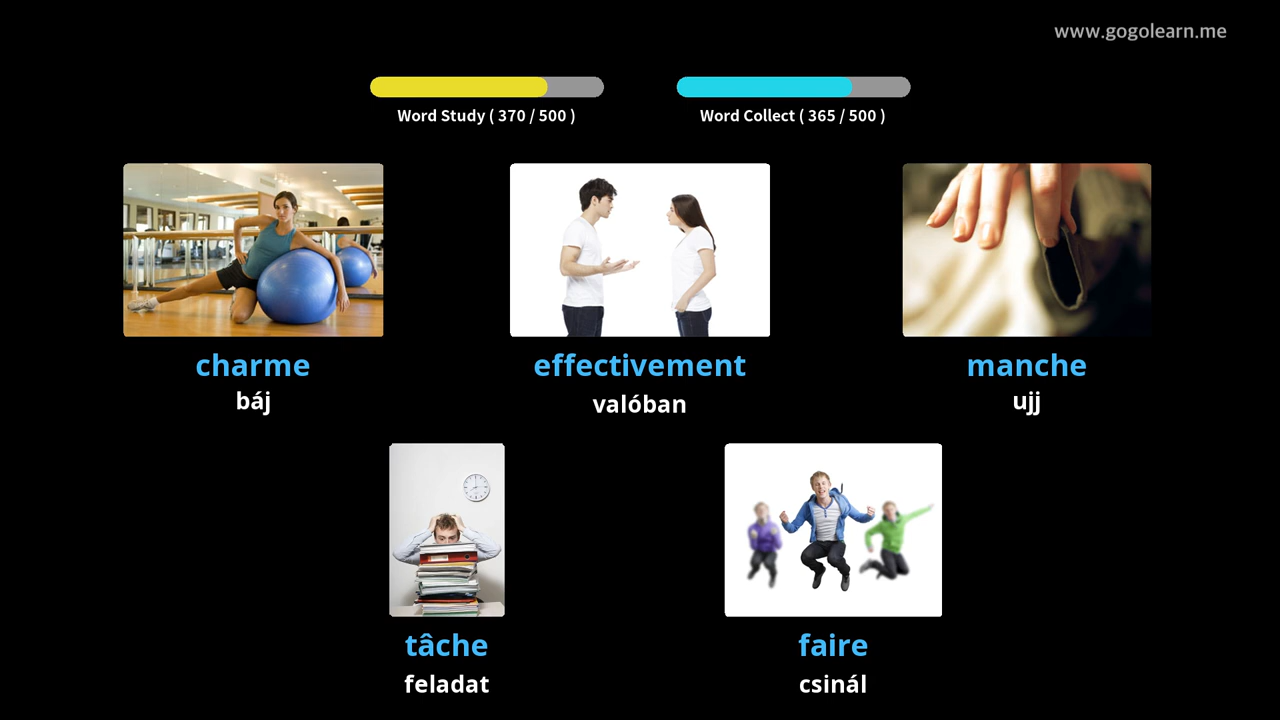 www.gogolearn.me
Word Study ( 370 / 500 )
Word Collect ( 365 / 500 )
charme
báj
effectivement
valóban
manche
ujj
tâche
feladat
faire
csinál